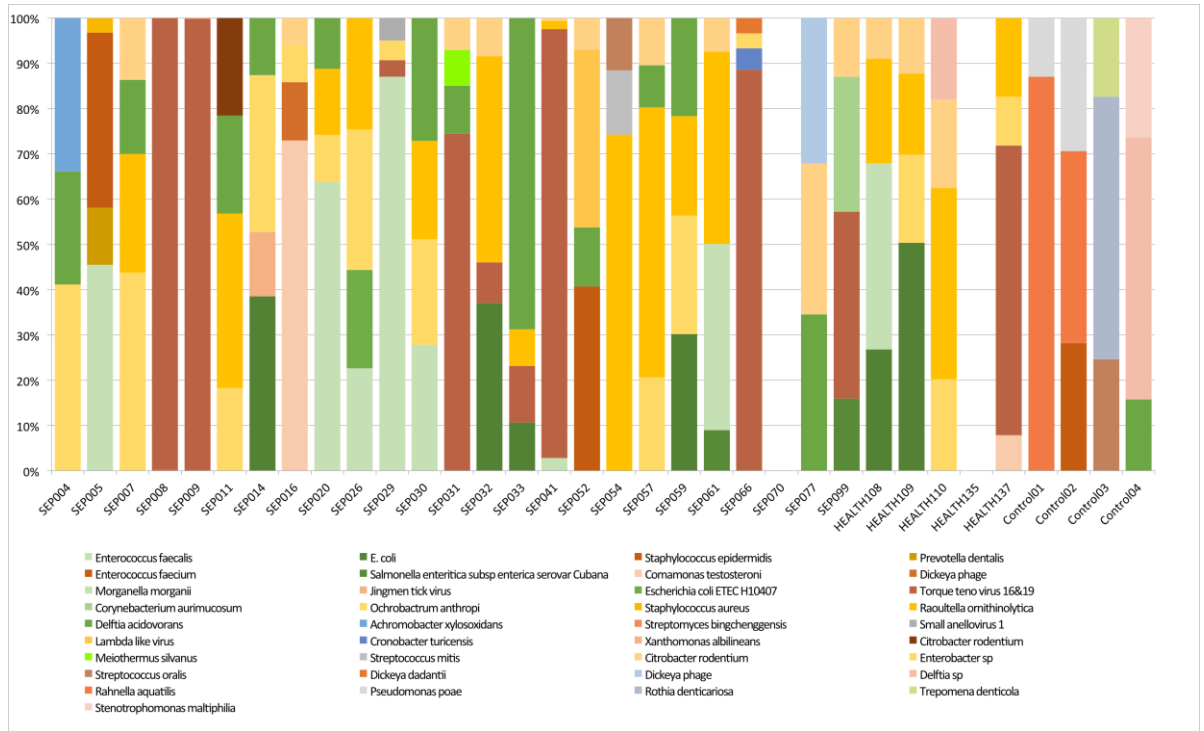 100%
90%
80%
70%
60%
50%
40%
30%
20%
10%
0%
SEP004 SEP005 SEP007 SEP008 SEP009 SEP011 SEP014 SEP016 SEP020 SEP026 SEP029 SEP030 SEP031 SEP032 SEP033 SEP041 SEP052 SEP054 SEP057 SEP059 SEP061 SEP066 SEP070 SEP077 SEP099 HEALTH108 HEALTH109 HEALTH110 HEALTH135 HEALTH137 Control01 Control02 Control03 Control04
Enterococcus faecalis E. coli Staphylococcus epidermidis Prevotella dentalis
Enterococcus faecium Salmonella enteritica subsp enterica serovar Cubana Comamonas testosteroni Dickeya phage
Morganella morganii Jingmen tick virus Escherichia coli ETEC H10407 Torque teno virus 16&19
Corynebacterium aurimucosum Ochrobactrum anthropi Staphylococcus aureus Raoultella ornithinolytica
Delftia acidovorans Achromobacter xylosoxidans Streptomyces bingchenggensis Small anellovirus 1
Lambda like virus Cronobacter turicensis Xanthomonas albilineans Citrobacter rodentium
Meiothermus silvanus Streptococcus mitis Citrobacter rodentium Enterobacter sp
Streptococcus oralis Dickeya dadantii Dickeya phage Delftia sp
Rahnella aquatilis Pseudomonas poae Rothia denticariosa Trepomena denticola
Stenotrophomonas maltiphilia